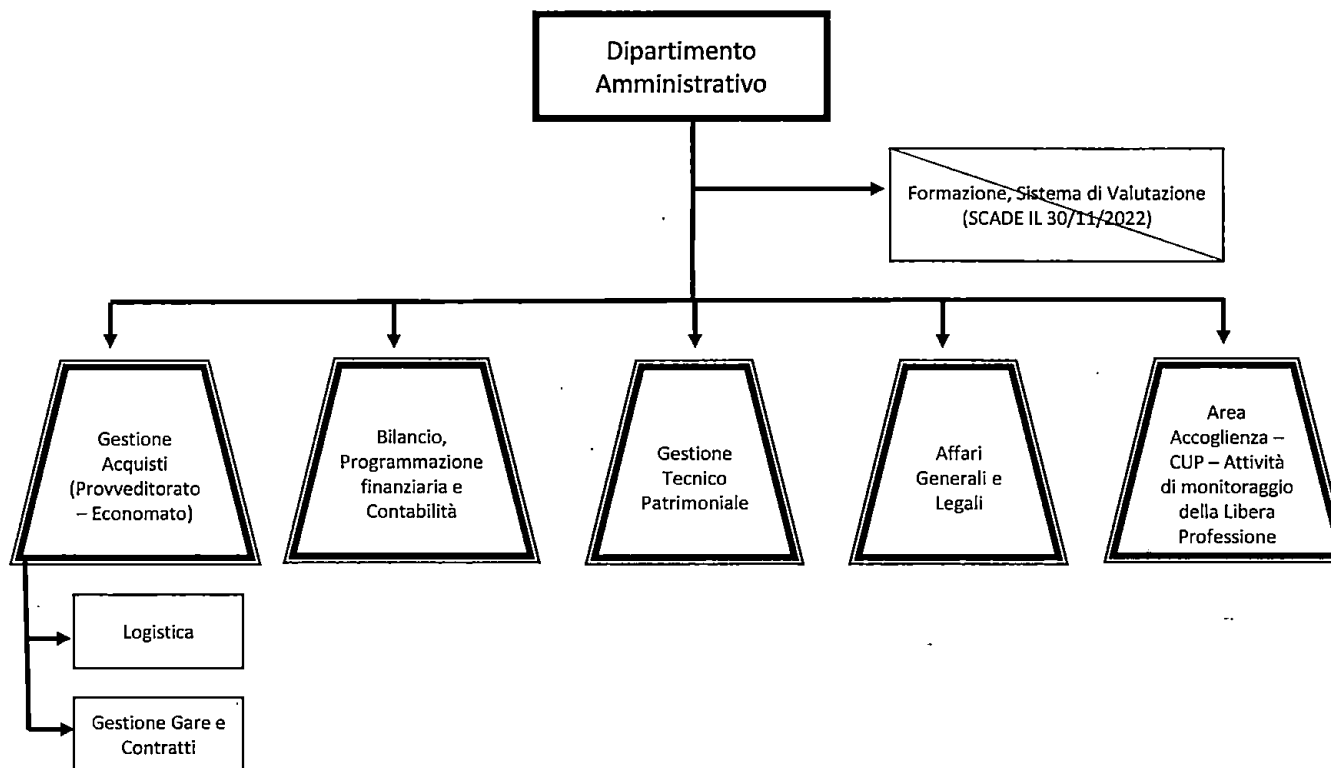 Dipartimento
Amministrativo
Formazione, Sistema di Valutazione
(SCADE IL 30/11/2022)
Gestione
Acquisti
(Provveditorato
– Economato)
Bilancio,
Programmazione
finanziaria e
Contabilità
Gestione
Tecnico
Patrimoniale
Affari
Generali e
Legali
Area
Accoglienza –
CUP – Attività
di monitoraggio
della Libera
Professione
Logistica
Gestione Gare e
Contratti